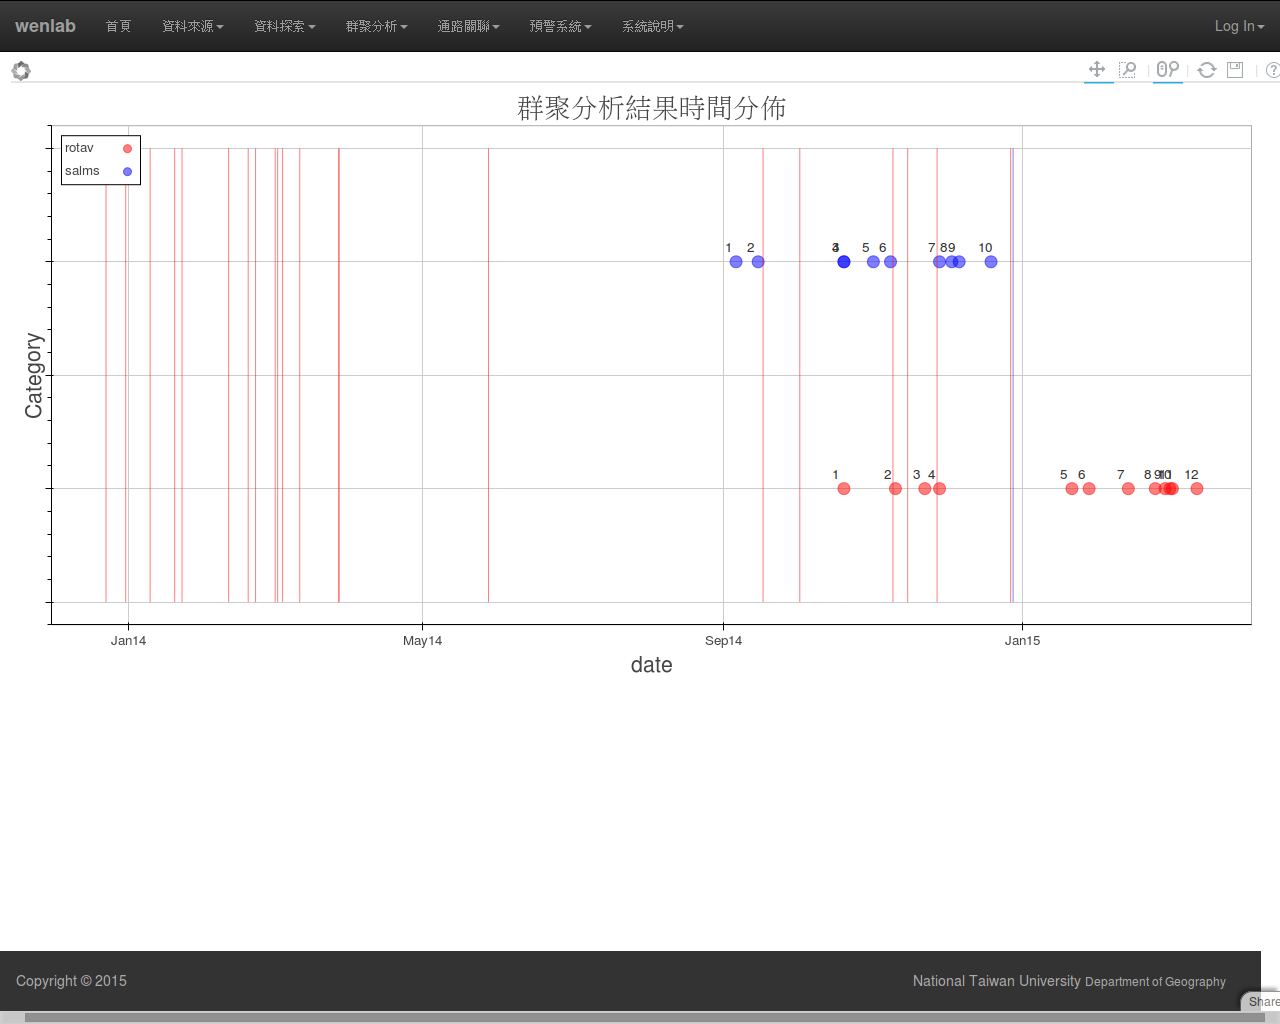 wenlab 首頁 資料來源 資料探索 群聚分析 通路關聯 預警系統 系統說明 Log In
群聚分析結果時間分佈
rotav
salms
1 2 3 4 5 6 7 8 9 10
Category
1 2 3 4 5 6 7 8 9 10 11 12
Jan14 May14 Sep14 Jan15
date
Copyright © 2015 National Taiwan University Department of Geography
Share